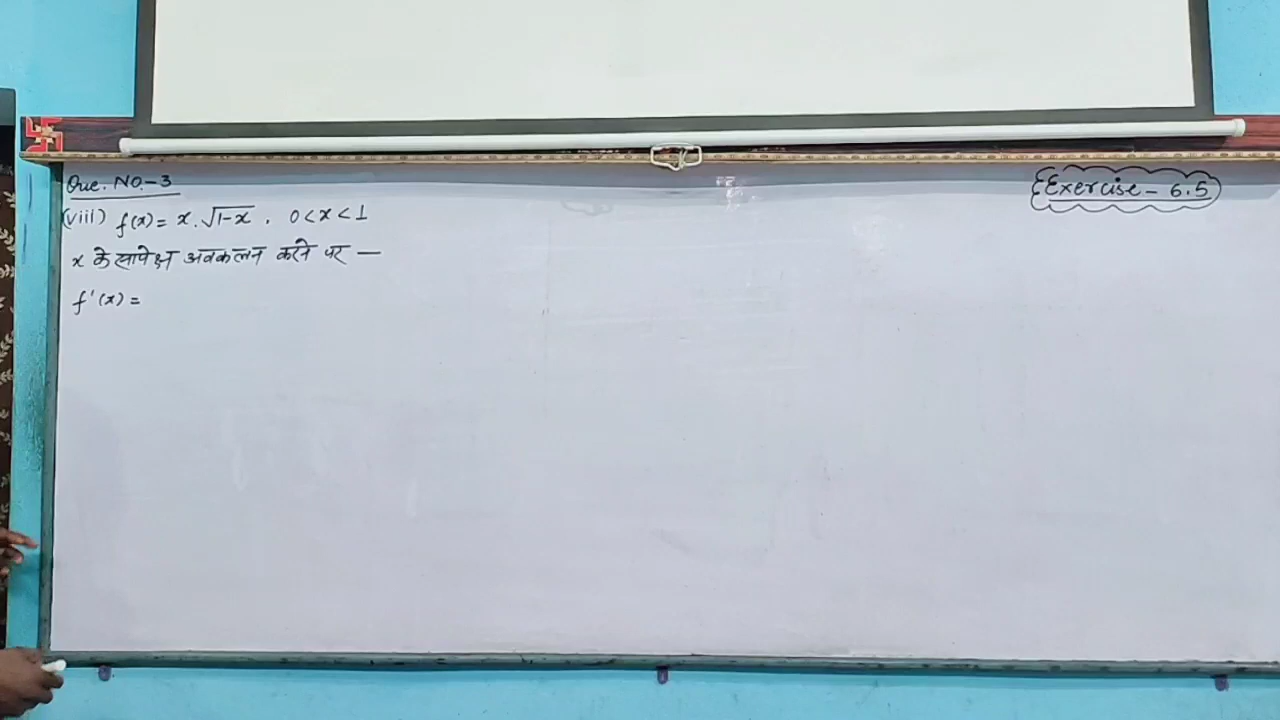 Que. NO.-3
Exercise - 6.5
(viii) f(x) = x.√1-x , 0<x<1
x के सापेक्ष अवकलन करने पर —
f'(x) =